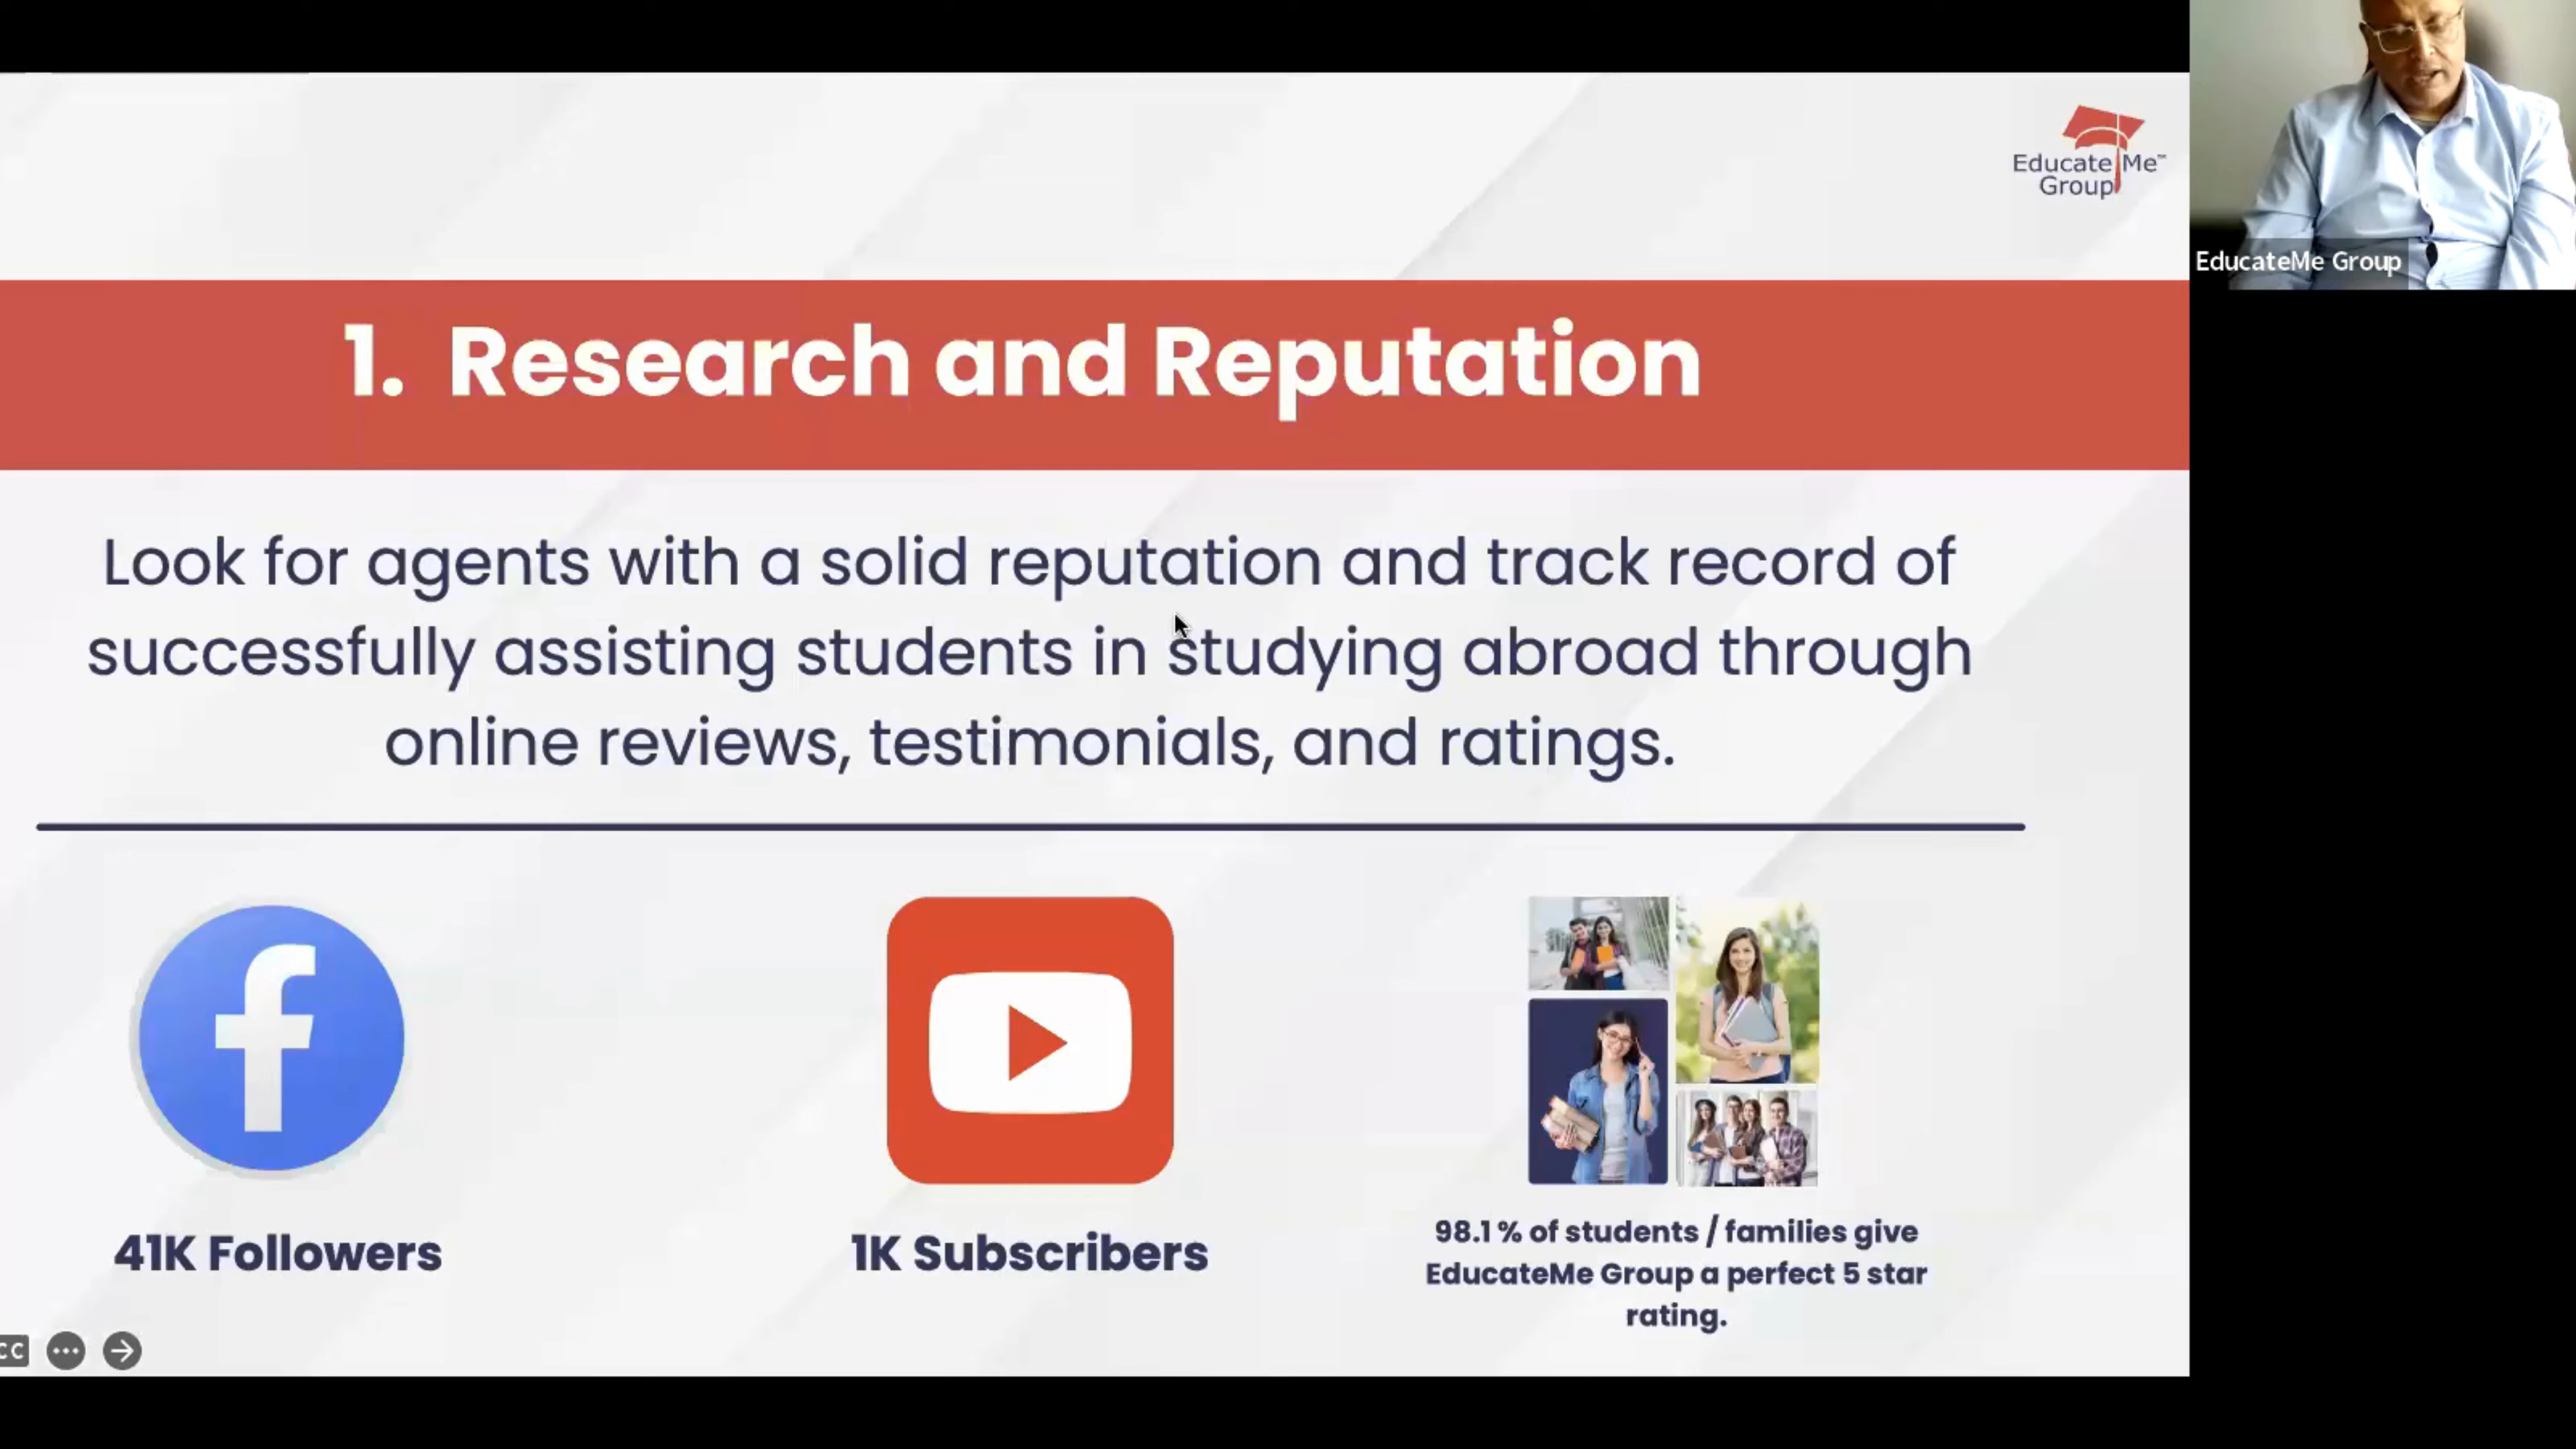 Educate Me™
Group
EducateMe Group
1. Research and Reputation
Look for agents with a solid reputation and track record of
successfully assisting students in studying abroad through
online reviews, testimonials, and ratings.
41K Followers
1K Subscribers
98.1 % of students / families give
EducateMe Group a perfect 5 star
rating.
CC